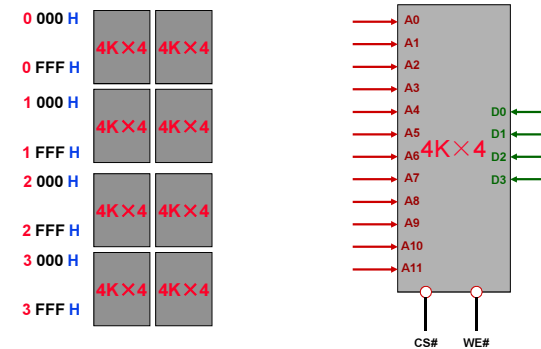 0 000 H
4K×4 4K×4
0 FFF H
1 000 H
4K×4 4K×4
1 FFF H
2 000 H
4K×4 4K×4
2 FFF H
3 000 H
4K×4 4K×4
3 FFF H
A0
A1
A2
A3
A4 D0
A5 D1
A6 4K×4 D2
A7 D3
A8
A9
A10
A11
CS# WE#